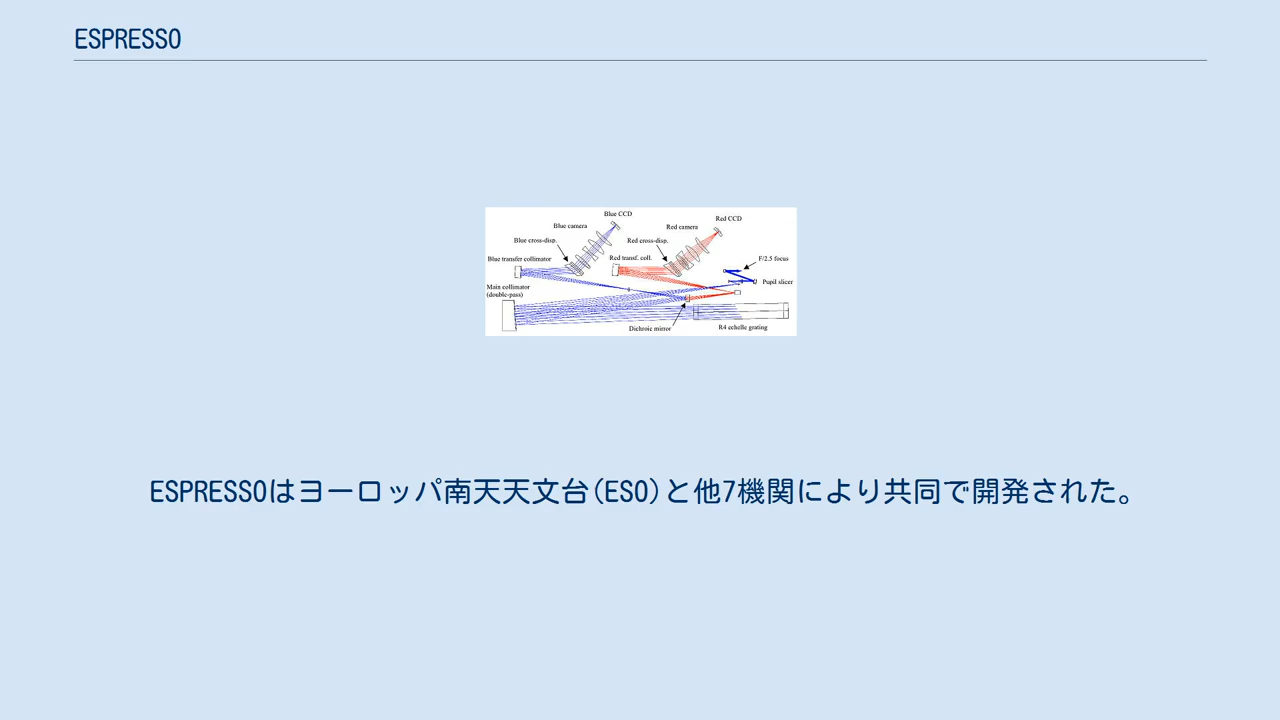 ESPRESSO
Blue CCD
Red CCD
Blue camera
Red camera
Blue cross-disp.
Red cross-disp.
Blue transfer collimator
Red transf. coll.
F/2.5 focus
Pupil slicer
Main collimator
(double-pass)
Dichroic mirror
R4 echelle grating
ESPRESSOはヨーロッパ南天天文台(ESO)と他7機関により共同で開発された。